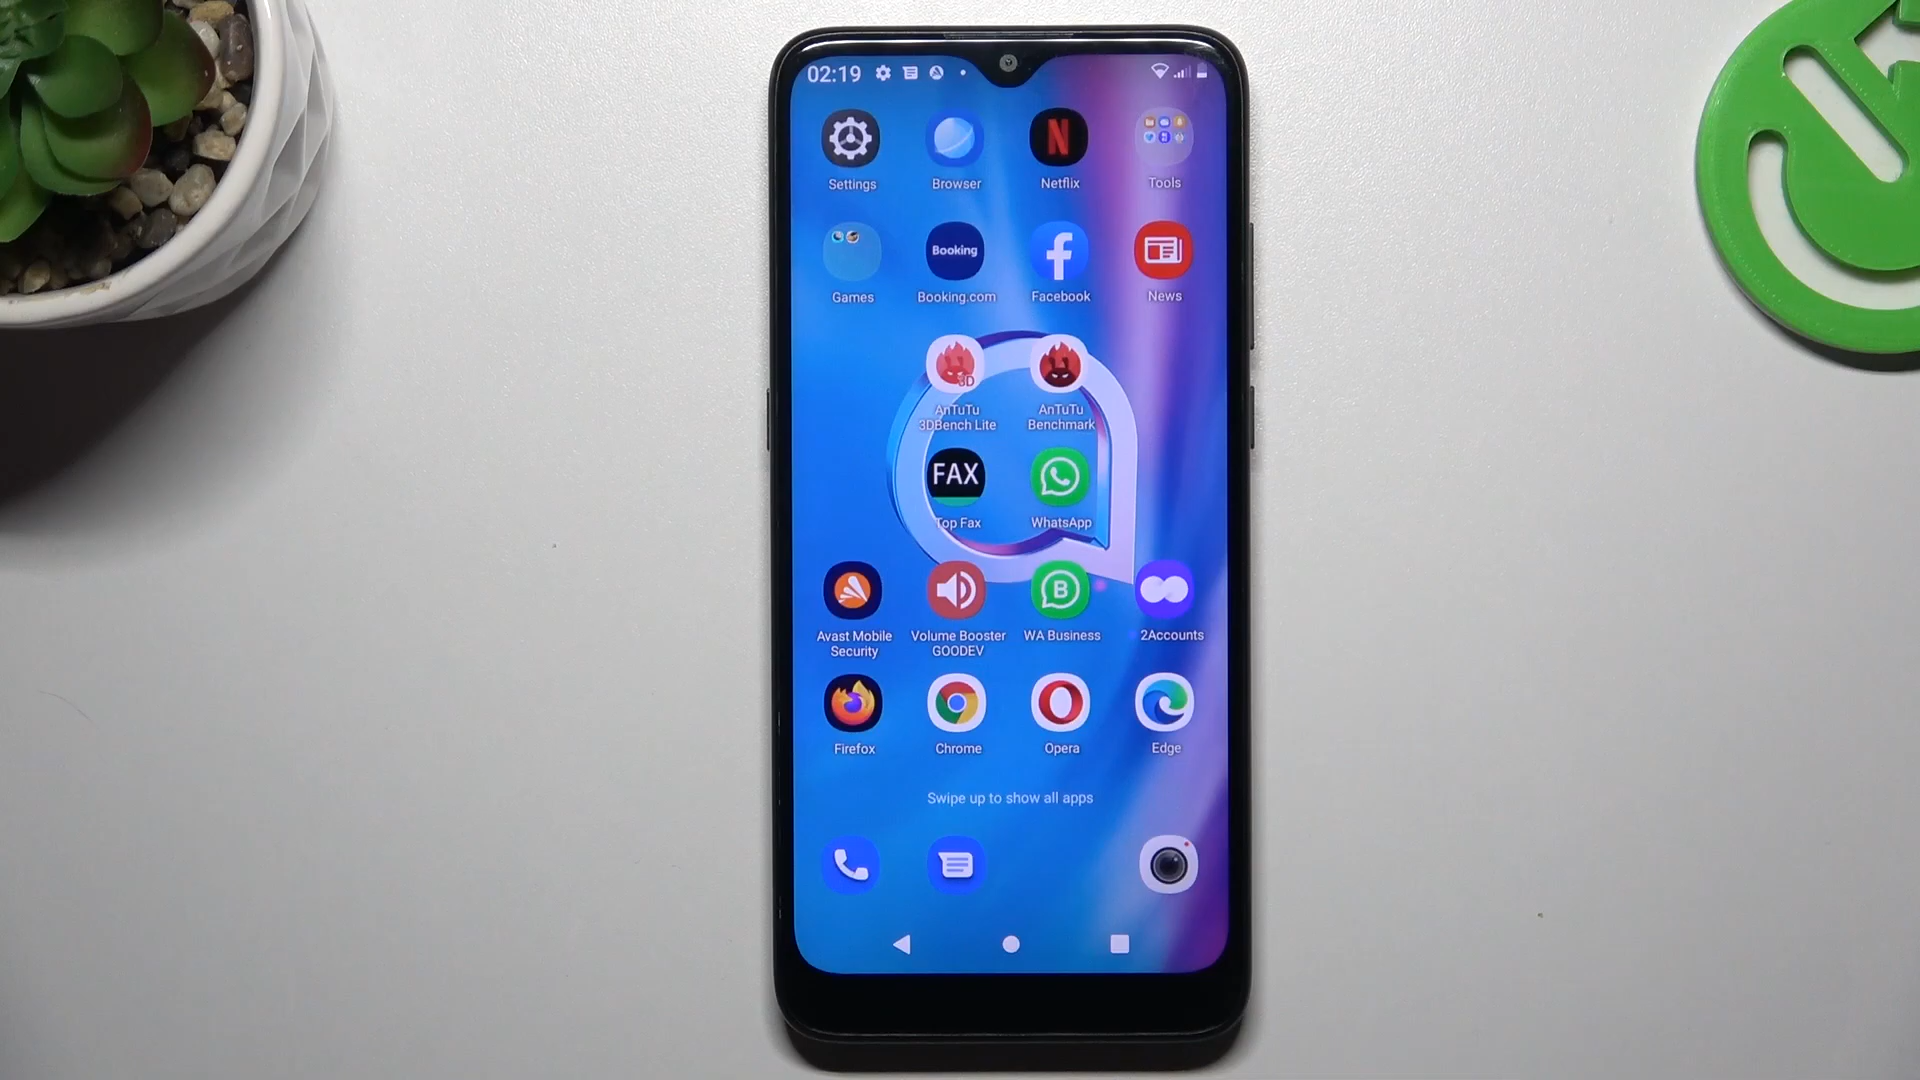 02:19
Settings
Browser
Netflix
Tools
Games
Booking
Booking.com
Facebook
News
3D
AnTuTu
3DBench Lite
AnTuTu
Benchmark
FAX
Top Fax
WhatsApp
B
Avast Mobile
Security
Volume Booster
GOODEV
WA Business
2Accounts
Firefox
Chrome
Opera
Edge
Swipe up to show all apps